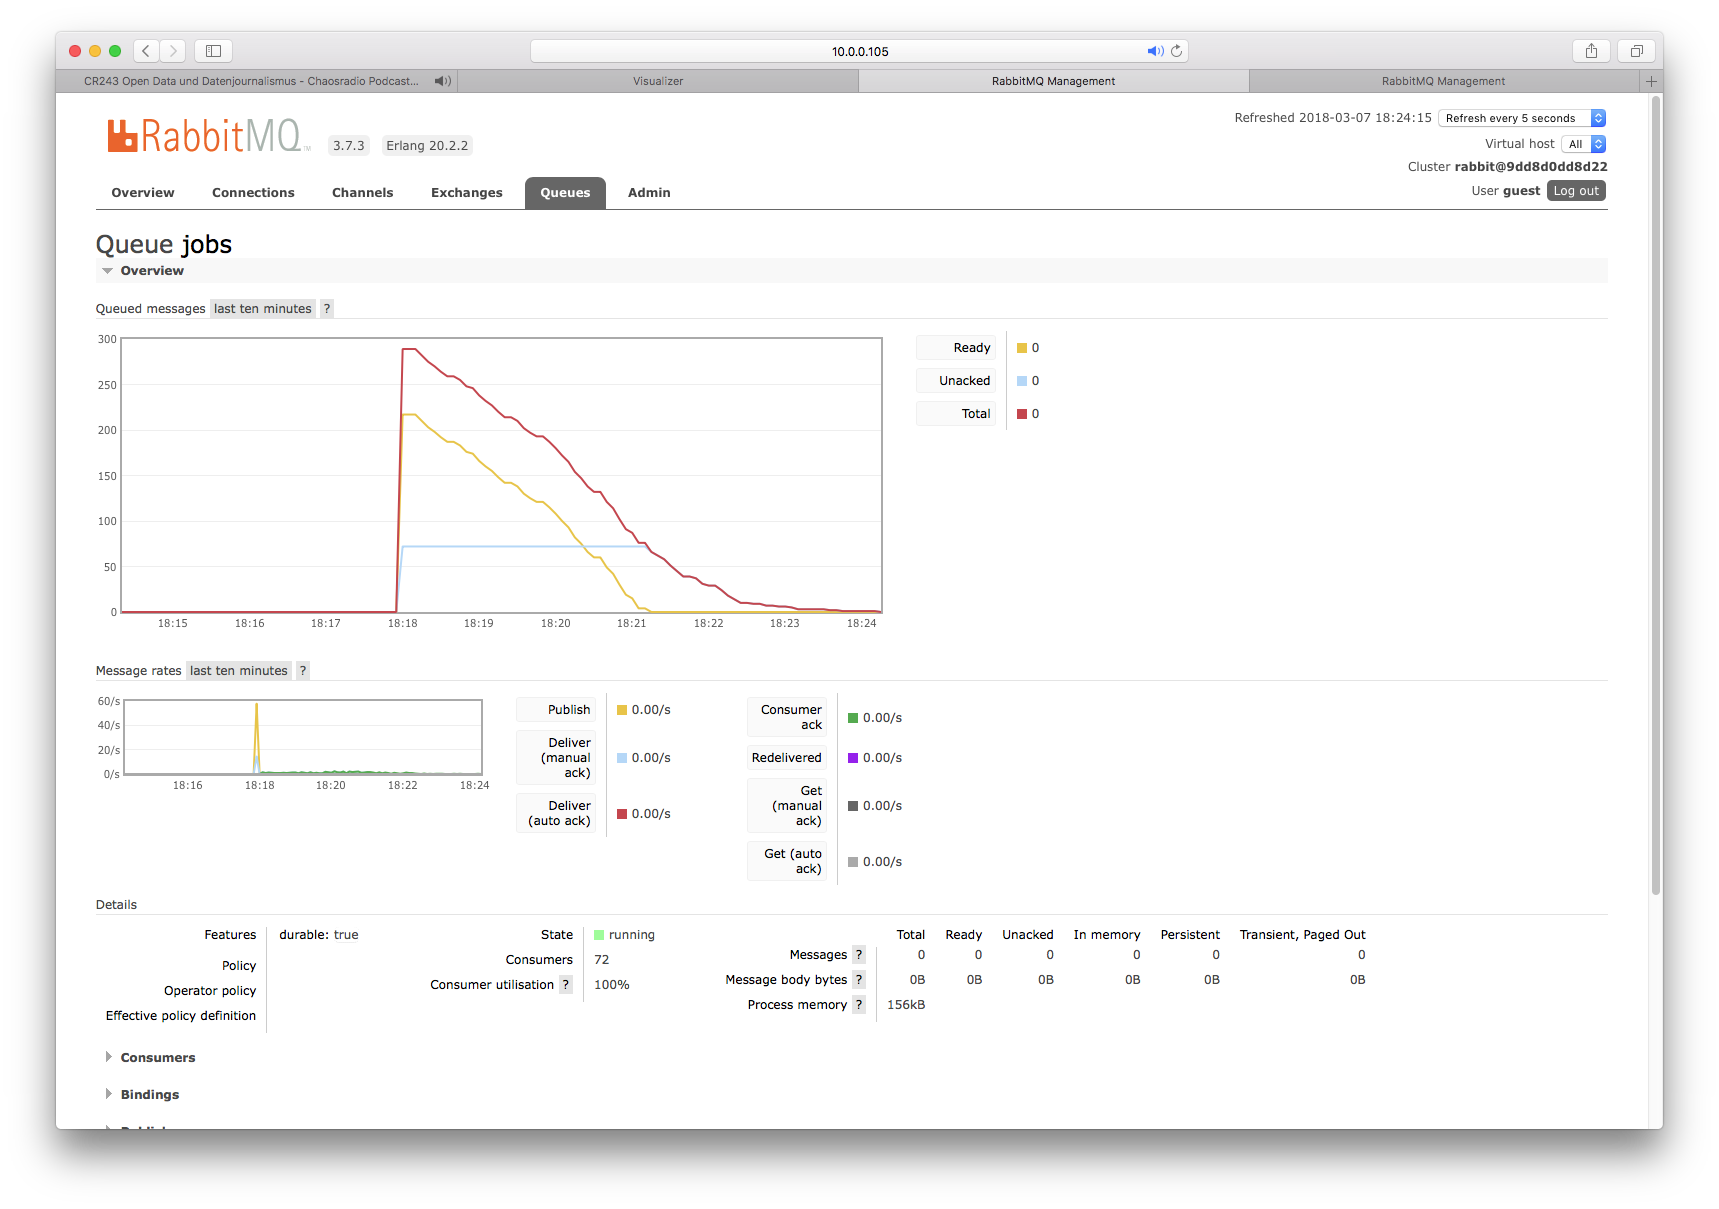 10.0.0.105
CR243 Open Data und Datenjournalismus - Chaosradio Podcast...
Visualizer
RabbitMQ Management
RabbitMQ Management
RabbitMQ™ 3.7.3 Erlang 20.2.2
Refreshed 2018-03-07 18:24:15 Refresh every 5 seconds
Virtual host All
Cluster rabbit@9dd8d0dd8d22
User guest Log out
Overview Connections Channels Exchanges Queues Admin
Queue jobs
Overview
Queued messages last ten minutes ?
300
250
200
150
100
50
0
18:15 18:16 18:17 18:18 18:19 18:20 18:21 18:22 18:23 18:24
Ready 0
Unacked 0
Total 0
Message rates last ten minutes ?
60/s
40/s
20/s
0/s
18:16 18:18 18:20 18:22 18:24
Publish 0.00/s
Deliver
(manual 0.00/s
ack)
Deliver
(auto ack) 0.00/s
Consumer
ack 0.00/s
Redelivered 0.00/s
Get
(manual 0.00/s
ack)
Get (auto
ack) 0.00/s
Details
Features durable: true
Policy
Operator policy
Effective policy definition
State running
Consumers 72
Consumer utilisation ? 100%
Total Ready Unacked In memory Persistent Transient, Paged Out
Messages ? 0 0 0 0 0 0
Message body bytes ? 0B 0B 0B 0B 0B 0B
Process memory ? 156kB
Consumers
Bindings